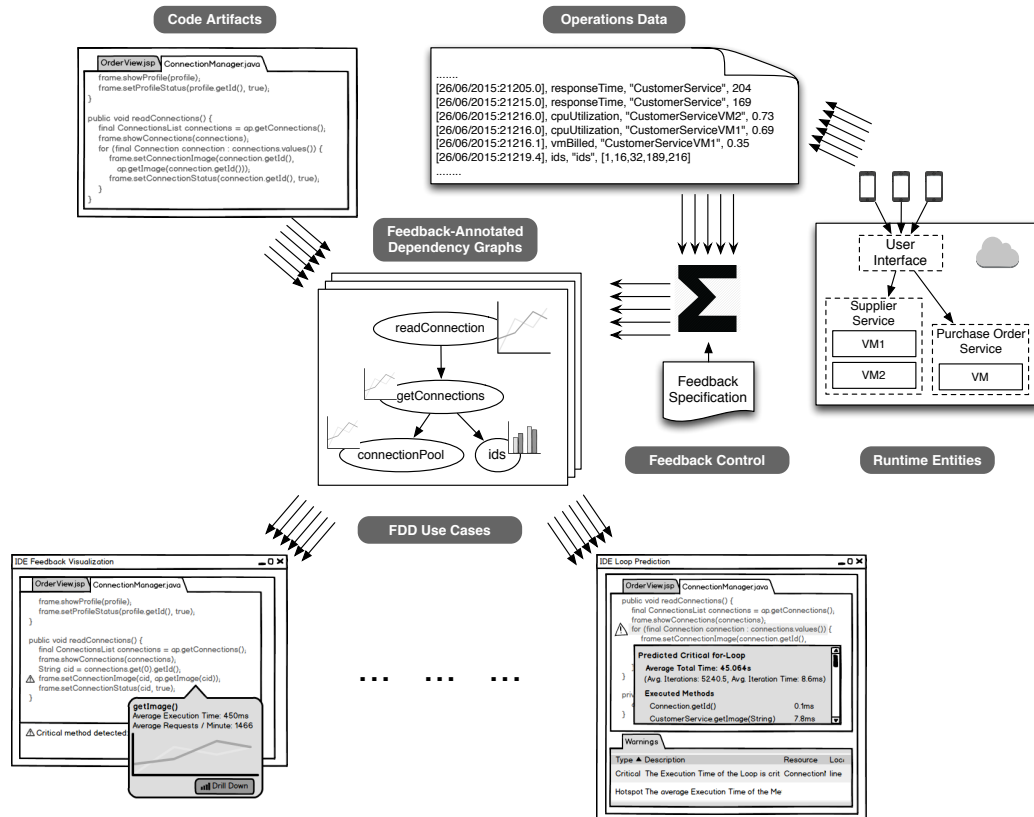 Code Artifacts
Operations Data
OrderView.jsp
ConnectionManager.java
frame.showProfile(profile);
frame.setProfileStatus(profile.getId(), true);
}
public void readConnections() {
final ConnectionsList connections = ap.getConnections();
frame.showConnections(connections);
for (final Connection connection : connections.values()) {
frame.setConnectionImage(connection.getId(),
ap.getImage(connection.getId()));
frame.setConnectionStatus(connection.getId(), true);
}
}
.......
[26/06/2015:21205.0], responseTime, "CustomerService", 204
[26/06/2015:21215.0], responseTime, "CustomerService", 169
[26/06/2015:21216.0], cpuUtilization, "CustomerServiceVM2", 0.73
[26/06/2015:21216.0], cpuUtilization, "CustomerServiceVM1", 0.69
[26/06/2015:21216.1], vmBilled, "CustomerServiceVM1", 0.35
[26/06/2015:21219.4], ids, "ids", [1,16,32,189,216]
........
Feedback-Annotated
Dependency Graphs
readConnection
getConnections
connectionPool
ids
Σ
Feedback
Specification
Feedback Control
User
Interface
Supplier
Service
VM1
VM2
Purchase Order
Service
VM
Runtime Entities
FDD Use Cases
IDE Feedback Visualization
OrderView.jsp
ConnectionManager.java
frame.showProfile(profile);
frame.setProfileStatus(profile.getId(), true);
}
public void readConnections() {
final ConnectionsList connections = ap.getConnections();
frame.showConnections(connections);
String cid = connections.get(0).getId();
frame.setConnectionImage(cid, ap.getImage(cid));
frame.setConnectionStatus(cid, true);
}
Critical method detected:
getImage()
Average Execution Time: 450ms
Average Requests / Minute: 1466
Drill Down
... ... ...
IDE Loop Prediction
OrderView.jsp
ConnectionManager.java
public void readConnections() {
final ConnectionsList connections = ap.getConnections();
frame.showConnections(connections);
for (final Connection connection : connections.values()) {
frame.setConnectionImage(connection.getId(),
}
}
priv
}
Predicted Critical for-Loop
Average Total Time: 45.064s
(Avg. Iterations: 5240.5, Avg. Iteration Time: 8.6ms)
Executed Methods
Connection.getId() 0.1ms
CustomerService.getImage(String) 7.8ms
Warnings
Type Description Resource Loc
Critical The Execution Time of the Loop is crit Connection line
Hotspot The average Execution Time of the Me